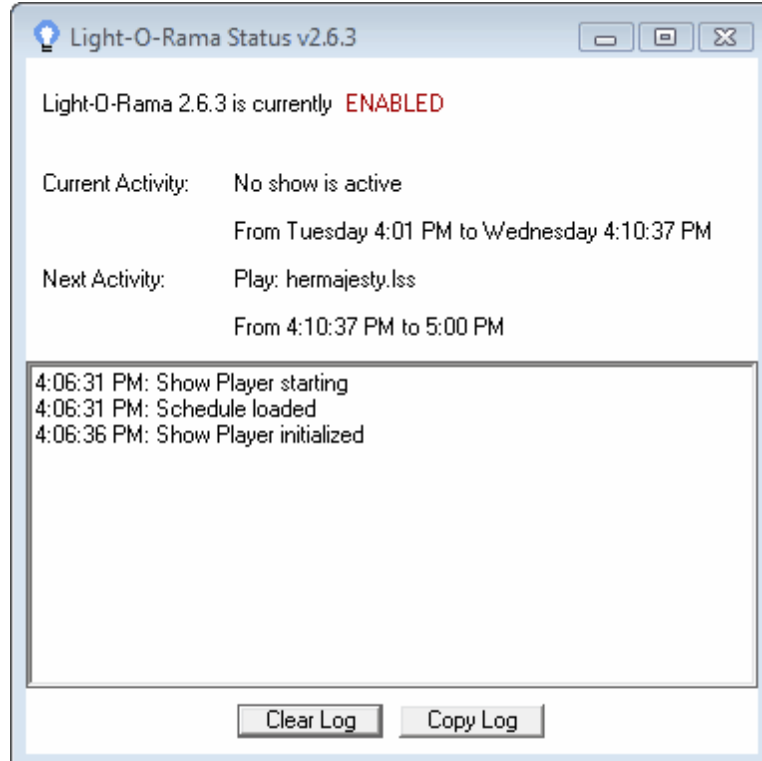 Light-O-Rama Status v2.6.3
Light-O-Rama 2.6.3 is currently ENABLED
Current Activity: No show is active
From Tuesday 4:01 PM to Wednesday 4:10:37 PM
Next Activity: Play: hermajesty.lss
From 4:10:37 PM to 5:00 PM
4:06:31 PM: Show Player starting
4:06:31 PM: Schedule loaded
4:06:36 PM: Show Player initialized
Clear Log Copy Log